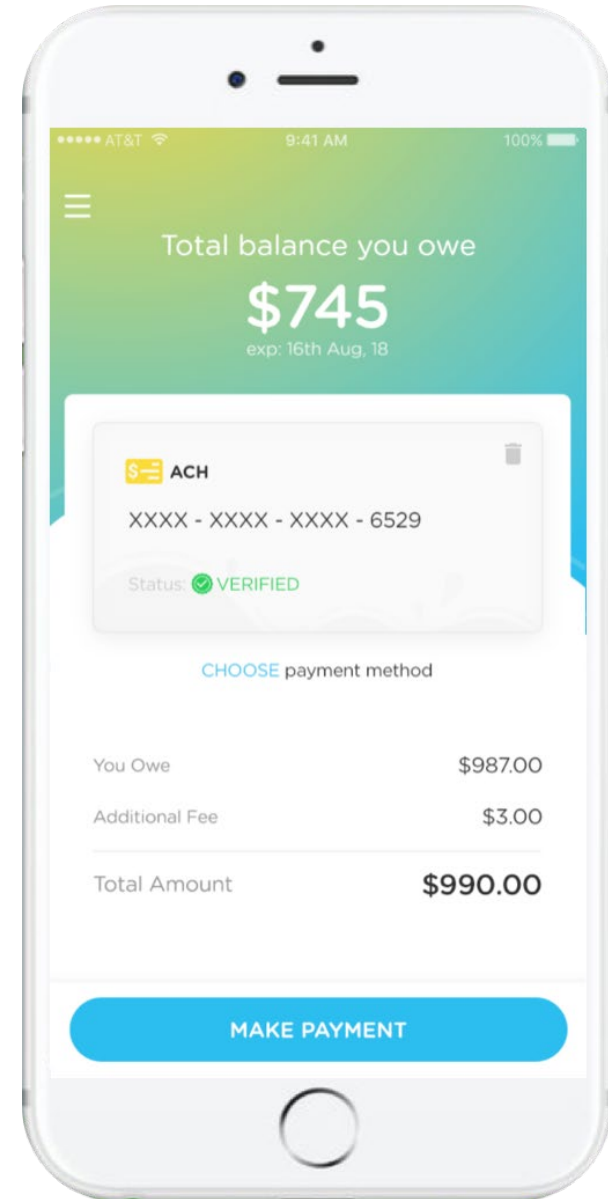 AT&T 9:41 AM 100%
Total balance you owe
$745
exp: 16th Aug, 18
$ ACH
XXXX - XXXX - XXXX - 6529
Status: VERIFIED
CHOOSE payment method
You Owe $987.00
Additional Fee $3.00
Total Amount $990.00
MAKE PAYMENT